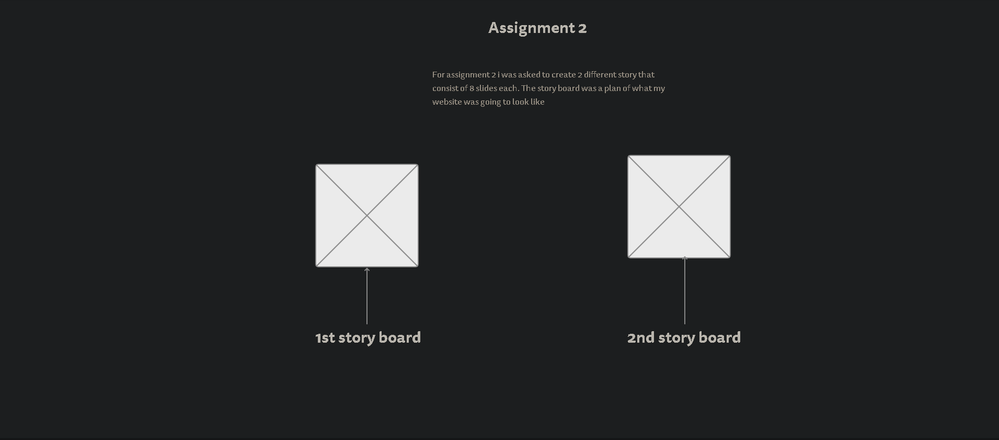 Assignment 2
For assignment 2 i was asked to create 2 different story that
consist of 8 slides each. The story board was a plan of what my
website was going to look like
1st story board
2nd story board